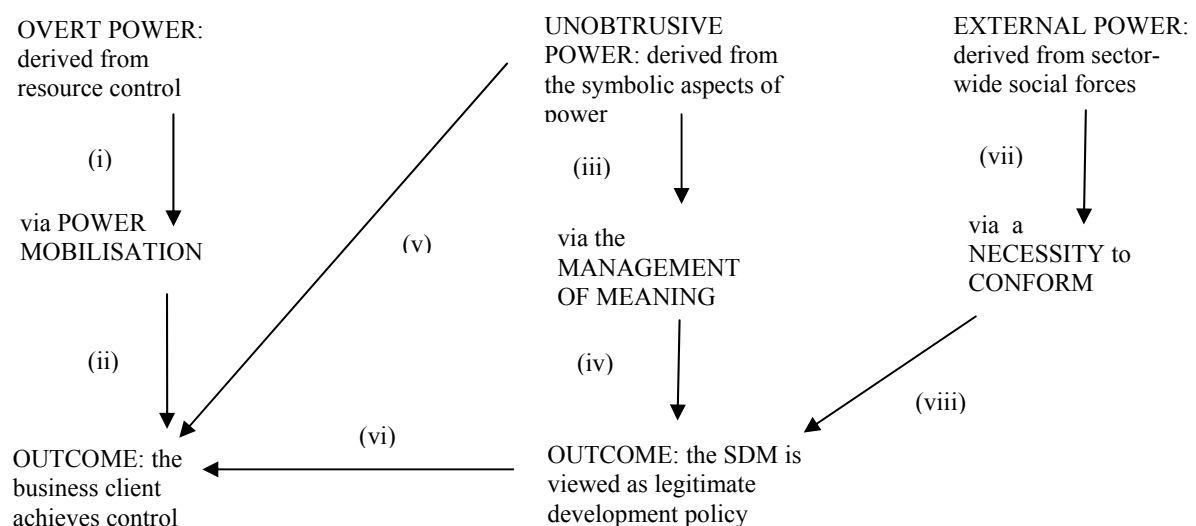 OVERT POWER:
derived from
resource control
UNOBTRUSIVE
POWER: derived from
the symbolic aspects of
power
EXTERNAL POWER:
derived from sector-
wide social forces
(i)
(iii)
(vii)
via POWER
MOBILISATION
(v)
via the
MANAGEMENT
OF MEANING
via a
NECESSITY to
CONFORM
(ii)
(iv)
(viii)
(vi)
OUTCOME: the
business client
achieves control
OUTCOME: the SDM is
viewed as legitimate
development policy